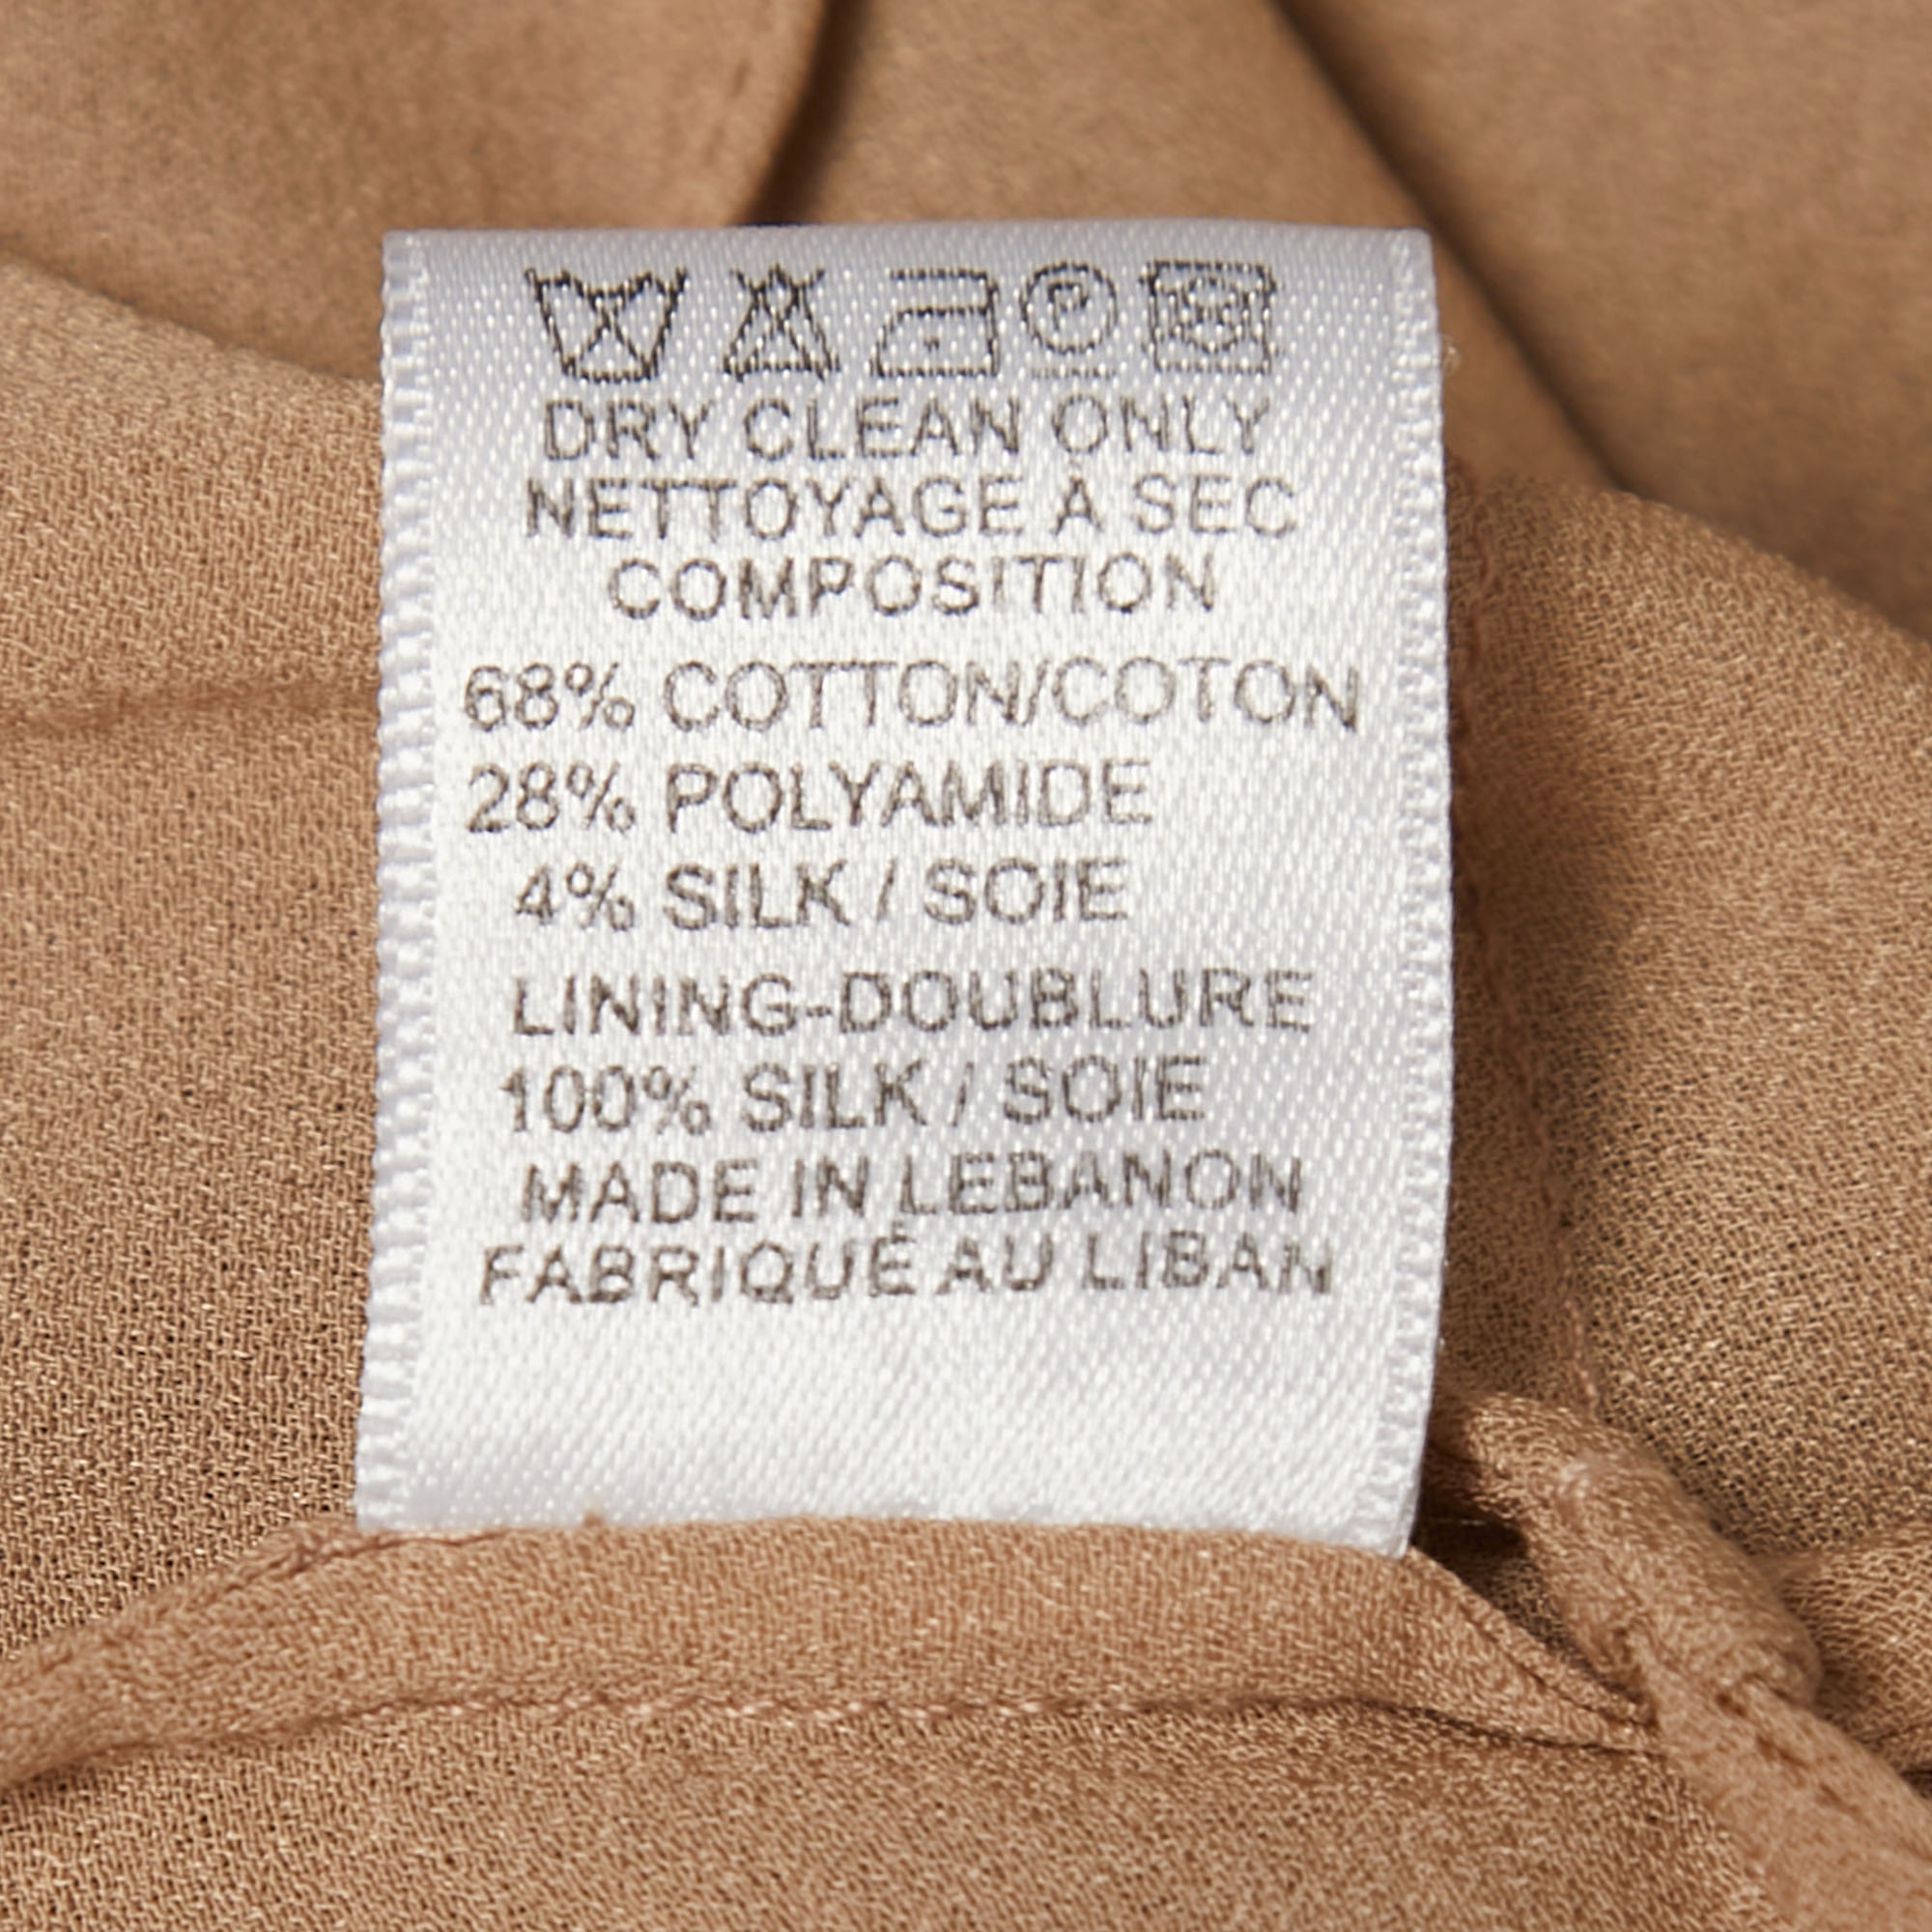 DRY CLEAN ONLY
NETTOYAGE À SEC
COMPOSITION
68% COTTON/COTON
28% POLYAMIDE
4% SILK / SOIE
LINING-DOUBLURE
100% SILK / SOIE
MADE IN LEBANON
FABRIQUÉ AU LIBAN